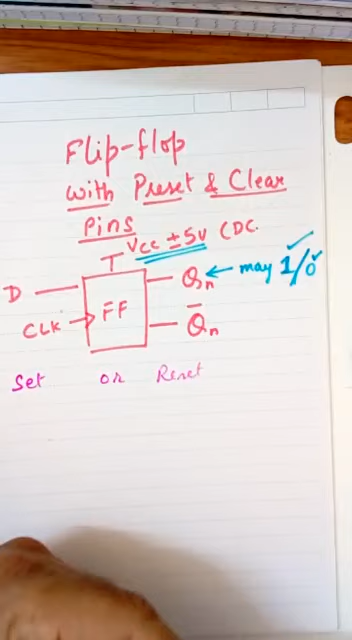 Flip-flop
With Preset & Clear
Pins
Vcc ± 5V (DC.
D
CLK
FF
Qn ← may 1/0
Q̄n
Set or Reset